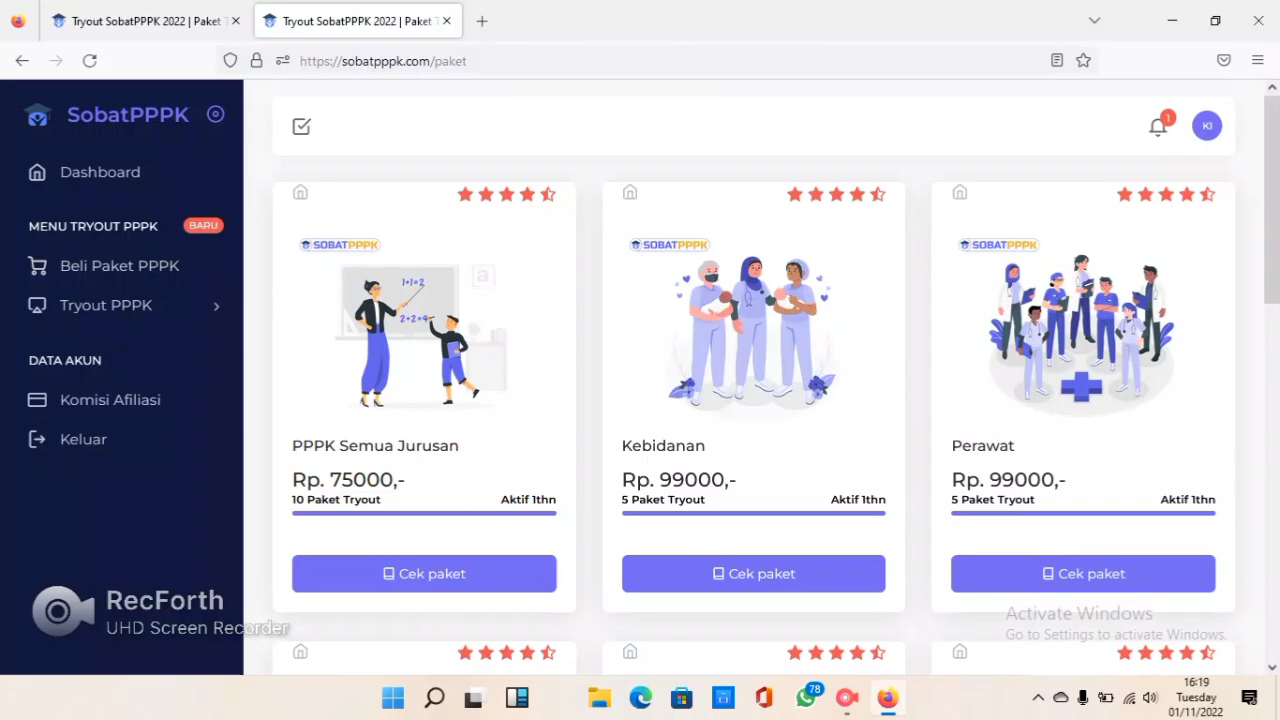 Tryout SobatPPPK 2022 | Paket T
Tryout SobatPPPK 2022 | Paket T
https://sobatpppk.com/paket
SobatPPPK
Dashboard
MENU TRYOUT PPPK
BARU
Beli Paket PPPK
Tryout PPPK
DATA AKUN
Komisi Afiliasi
Keluar
RecForth
UHD Screen Recorder
1
KI
SOBATPPPK
1+1=2
2+2=4
a
PPPK Semua Jurusan
Rp. 75000,-
10 Paket Tryout Aktif 1thn
Cek paket
SOBATPPPK
Kebidanan
Rp. 99000,-
5 Paket Tryout Aktif 1thn
Cek paket
SOBATPPPK
Perawat
Rp. 99000,-
5 Paket Tryout Aktif 1thn
Cek paket
Activate Windows
Go to Settings to activate Windows.
78
16:19
Tuesday
01/11/2022